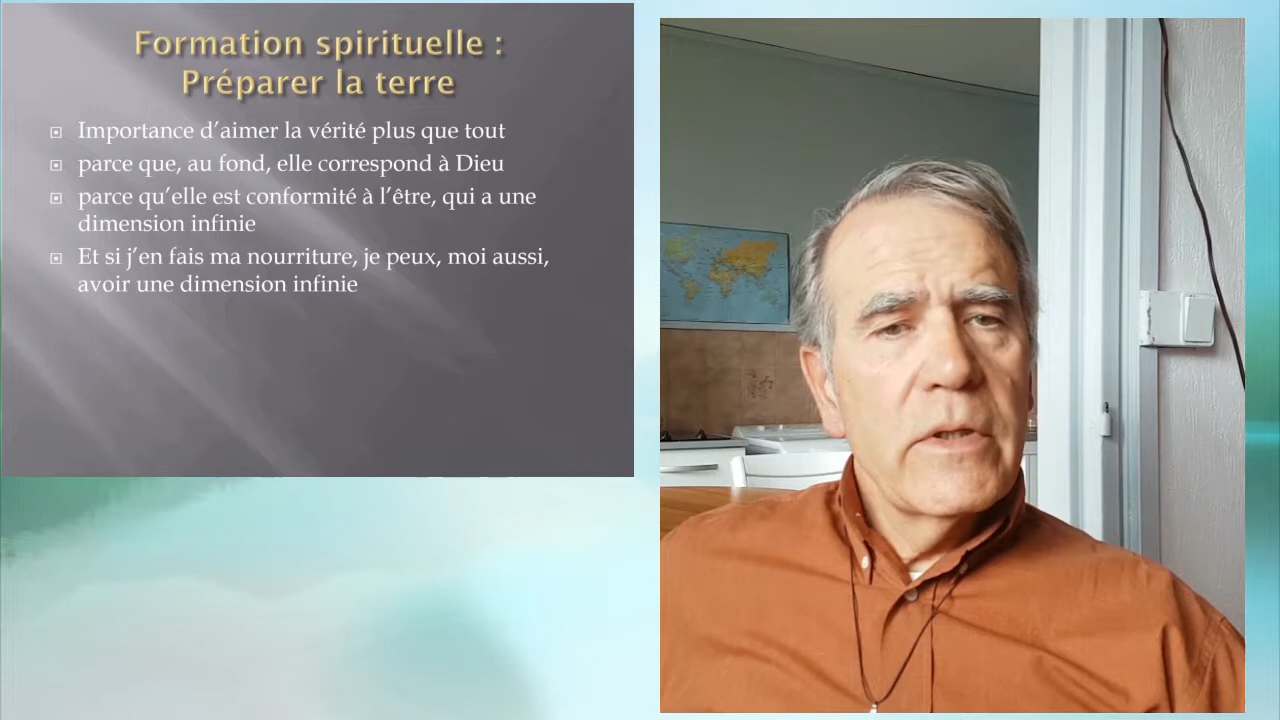 Formation spirituelle :
Préparer la terre
Importance d’aimer la vérité plus que tout
parce que, au fond, elle correspond à Dieu
parce qu’elle est conformité à l’être, qui a une
dimension infinie
Et si j’en fais ma nourriture, je peux, moi aussi,
avoir une dimension infinie